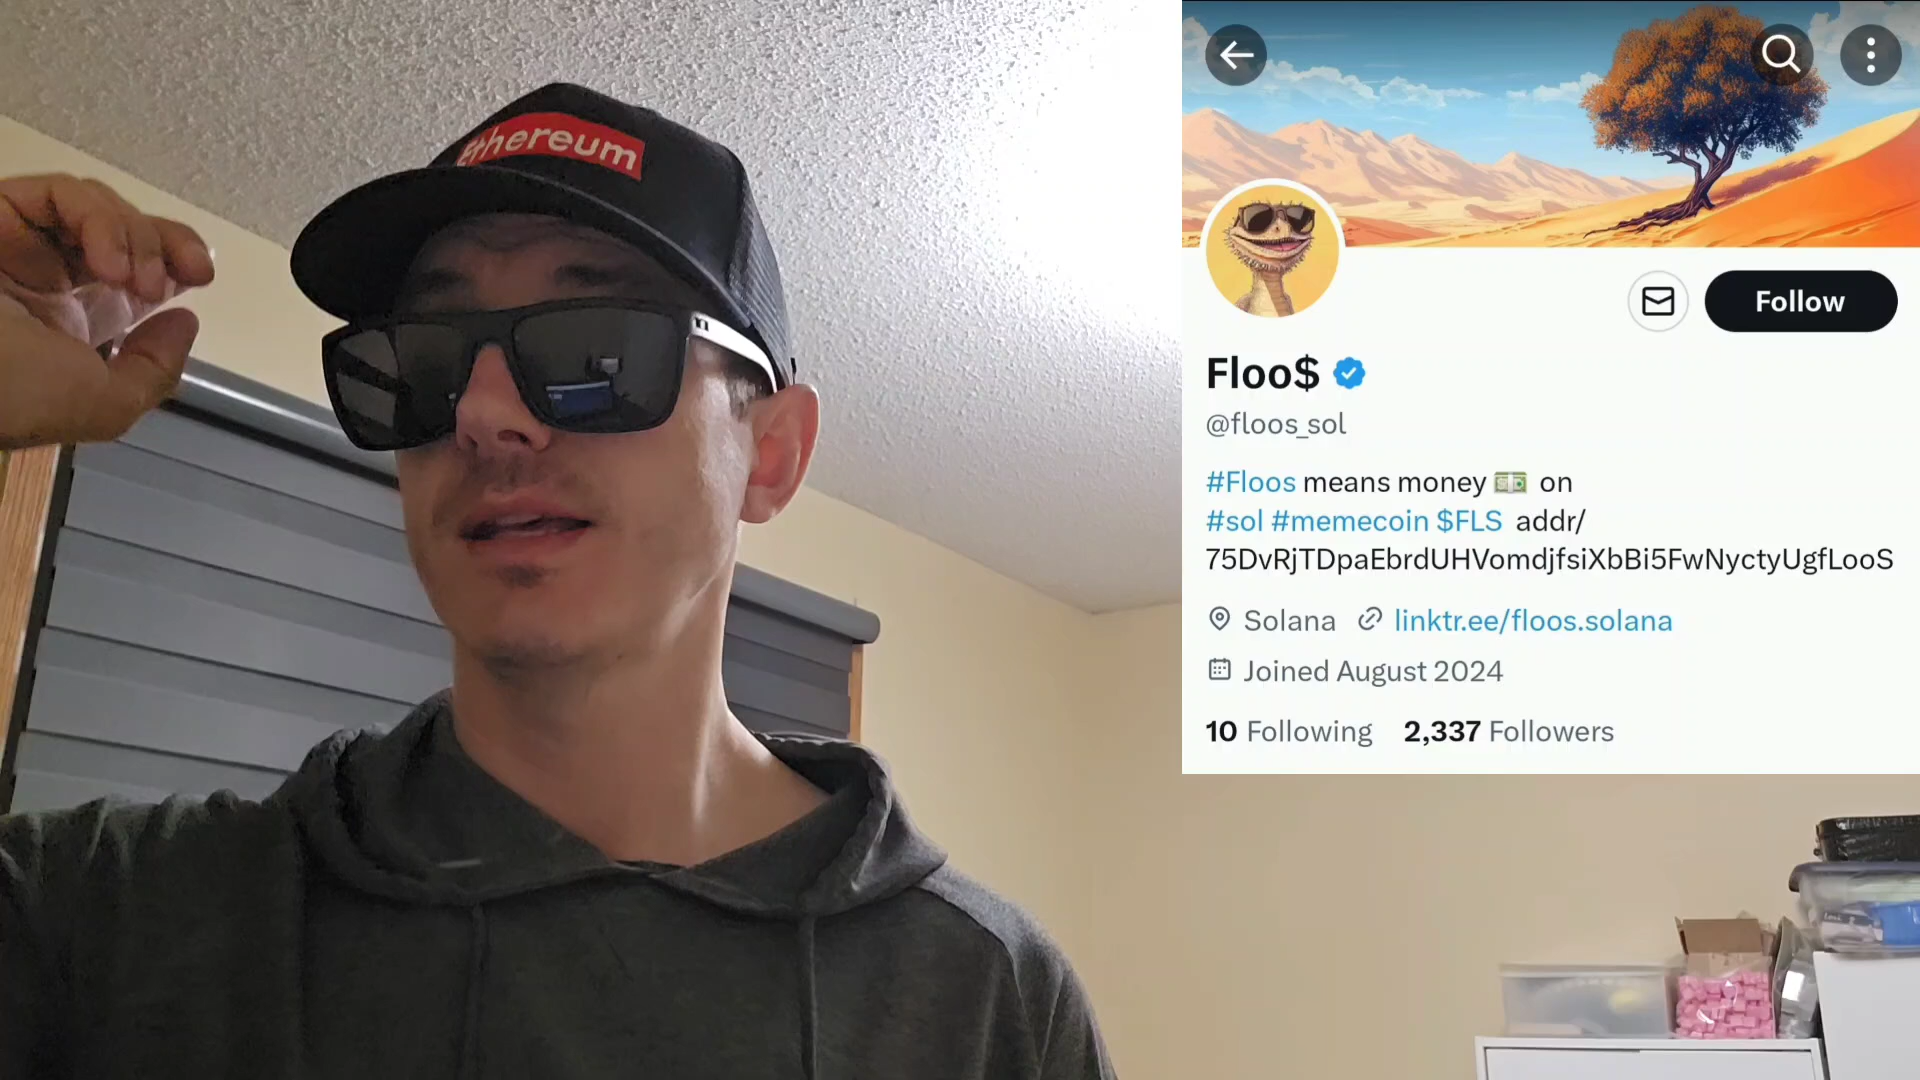 Ethereum
n
Floo$
@floos_sol
Follow
#Floos means money 💵 on
#sol #memecoin $FLS addr/
75DvRjTDpaEbrdUHVomdjfsiXbBi5FwNyctyUgfLooS
Solana linktr.ee/floos.solana
Joined August 2024
10 Following 2,337 Followers